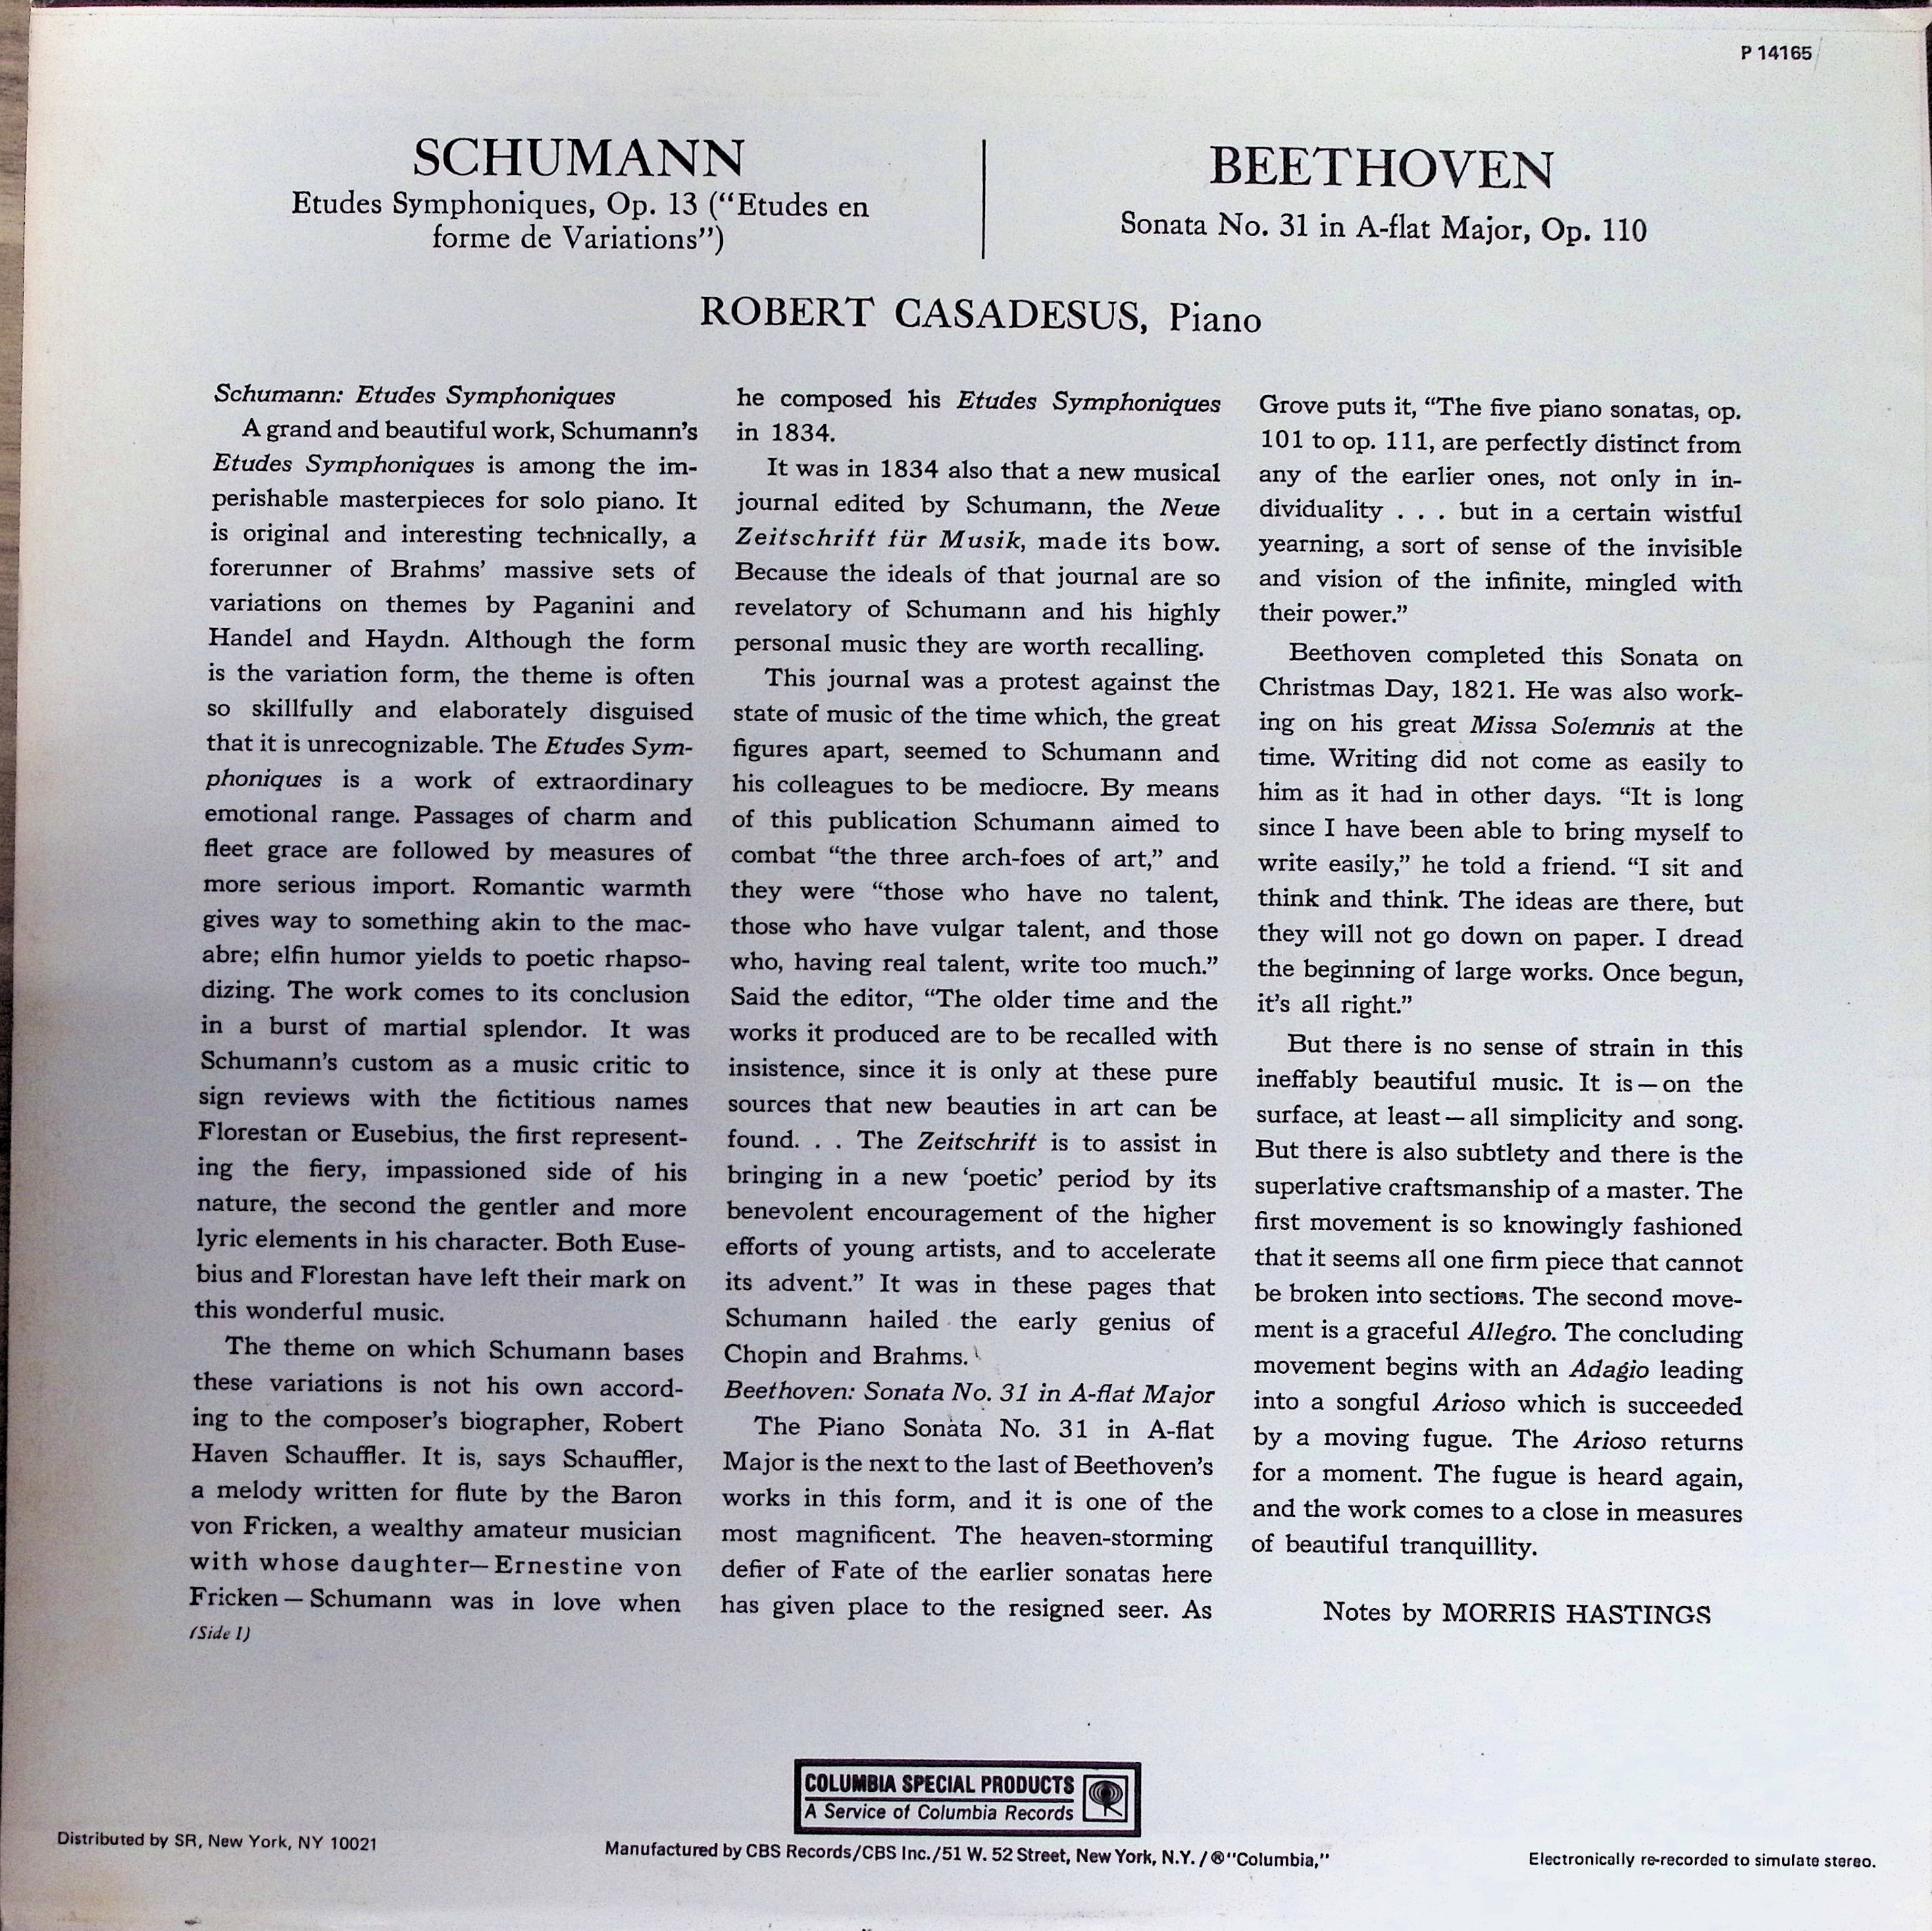 P 14165
SCHUMANN
Etudes Symphoniques, Op. 13 (“Etudes en
forme de Variations”)
BEETHOVEN
Sonata No. 31 in A-flat Major, Op. 110
ROBERT CASADESUS, Piano
Schumann: Etudes Symphoniques
A grand and beautiful work, Schumann’s
Etudes Symphoniques is among the im-
perishable masterpieces for solo piano. It
is original and interesting technically, a
forerunner of Brahms’ massive sets of
variations on themes by Paganini and
Handel and Haydn. Although the form
is the variation form, the theme is often
so skillfully and elaborately disguised
that it is unrecognizable. The Etudes Sym-
phoniques is a work of extraordinary
emotional range. Passages of charm and
fleet grace are followed by measures of
more serious import. Romantic warmth
gives way to something akin to the mac-
abre; elfin humor yields to poetic rhapso-
dizing. The work comes to its conclusion
in a burst of martial splendor. It was
Schumann’s custom as a music critic to
sign reviews with the fictitious names
Florestan or Eusebius, the first represent-
ing the fiery, impassioned side of his
nature, the second the gentler and more
lyric elements in his character. Both Euse-
bius and Florestan have left their mark on
this wonderful music.
The theme on which Schumann bases
these variations is not his own accord-
ing to the composer’s biographer, Robert
Haven Schauffler. It is, says Schauffler,
a melody written for flute by the Baron
von Fricken, a wealthy amateur musician
with whose daughter—Ernestine von
Fricken—Schumann was in love when
(Side 1)
he composed his Etudes Symphoniques
in 1834.
It was in 1834 also that a new musical
journal edited by Schumann, the Neue
Zeitschrift für Musik, made its bow.
Because the ideals of that journal are so
revelatory of Schumann and his highly
personal music they are worth recalling.
This journal was a protest against the
state of music of the time which, the great
figures apart, seemed to Schumann and
his colleagues to be mediocre. By means
of this publication Schumann aimed to
combat “the three arch-foes of art,” and
they were “those who have no talent,
those who have vulgar talent, and those
who, having real talent, write too much.”
Said the editor, “The older time and the
works it produced are to be recalled with
insistence, since it is only at these pure
sources that new beauties in art can be
found. . . The Zeitschrift is to assist in
bringing in a new ‘poetic’ period by its
benevolent encouragement of the higher
efforts of young artists, and to accelerate
its advent.” It was in these pages that
Schumann hailed the early genius of
Chopin and Brahms.
Beethoven: Sonata No. 31 in A-flat Major
The Piano Sonata No. 31 in A-flat
Major is the next to the last of Beethoven’s
works in this form, and it is one of the
most magnificent. The heaven-storming
defier of Fate of the earlier sonatas here
has given place to the resigned seer. As
Grove puts it, “The five piano sonatas, op.
101 to op. 111, are perfectly distinct from
any of the earlier ones, not only in in-
dividuality . . . but in a certain wistful
yearning, a sort of sense of the invisible
and vision of the infinite, mingled with
their power.”
Beethoven completed this Sonata on
Christmas Day, 1821. He was also work-
ing on his great Missa Solemnis at the
time. Writing did not come as easily to
him as it had in other days. “It is long
since I have been able to bring myself to
write easily,” he told a friend. “I sit and
think and think. The ideas are there, but
they will not go down on paper. I dread
the beginning of large works. Once begun,
it’s all right.”
But there is no sense of strain in this
ineffably beautiful music. It is—on the
surface, at least—all simplicity and song.
But there is also subtlety and there is the
superlative craftsmanship of a master. The
first movement is so knowingly fashioned
that it seems all one firm piece that cannot
be broken into sections. The second move-
ment is a graceful Allegro. The concluding
movement begins with an Adagio leading
into a songful Arioso which is succeeded
by a moving fugue. The Arioso returns
for a moment. The fugue is heard again,
and the work comes to a close in measures
of beautiful tranquillity.
Notes by MORRIS HASTINGS
COLUMBIA SPECIAL PRODUCTS
A Service of Columbia Records
Distributed by SR, New York, NY 10021
Manufactured by CBS Records/CBS Inc./51 W. 52 Street, New York, N.Y. / ®“Columbia,”
Electronically re-recorded to simulate stereo.